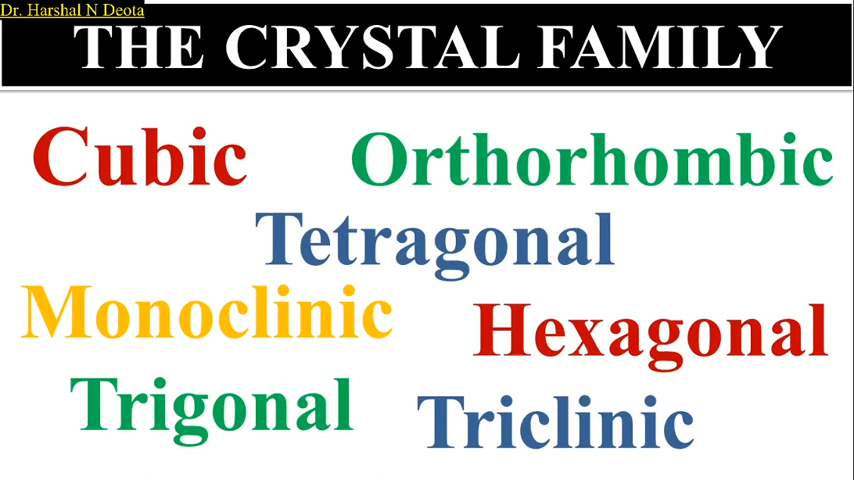 Dr. Harshal N Deota
THE CRYSTAL FAMILY
Cubic
Orthorhombic
Tetragonal
Monoclinic
Hexagonal
Trigonal
Triclinic